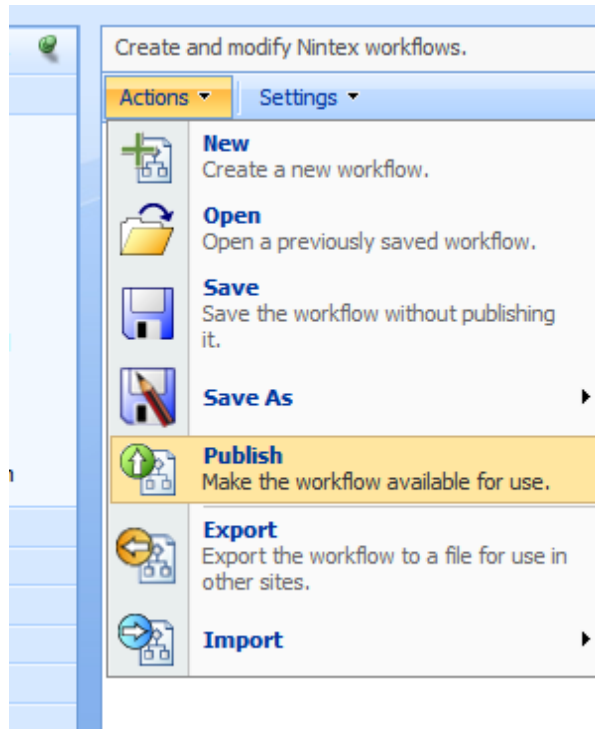 Create and modify Nintex workflows.
Actions Settings
New
Create a new workflow.
Open
Open a previously saved workflow.
Save
Save the workflow without publishing
it.
Save As
Publish
Make the workflow available for use.
Export
Export the workflow to a file for use in
other sites.
Import